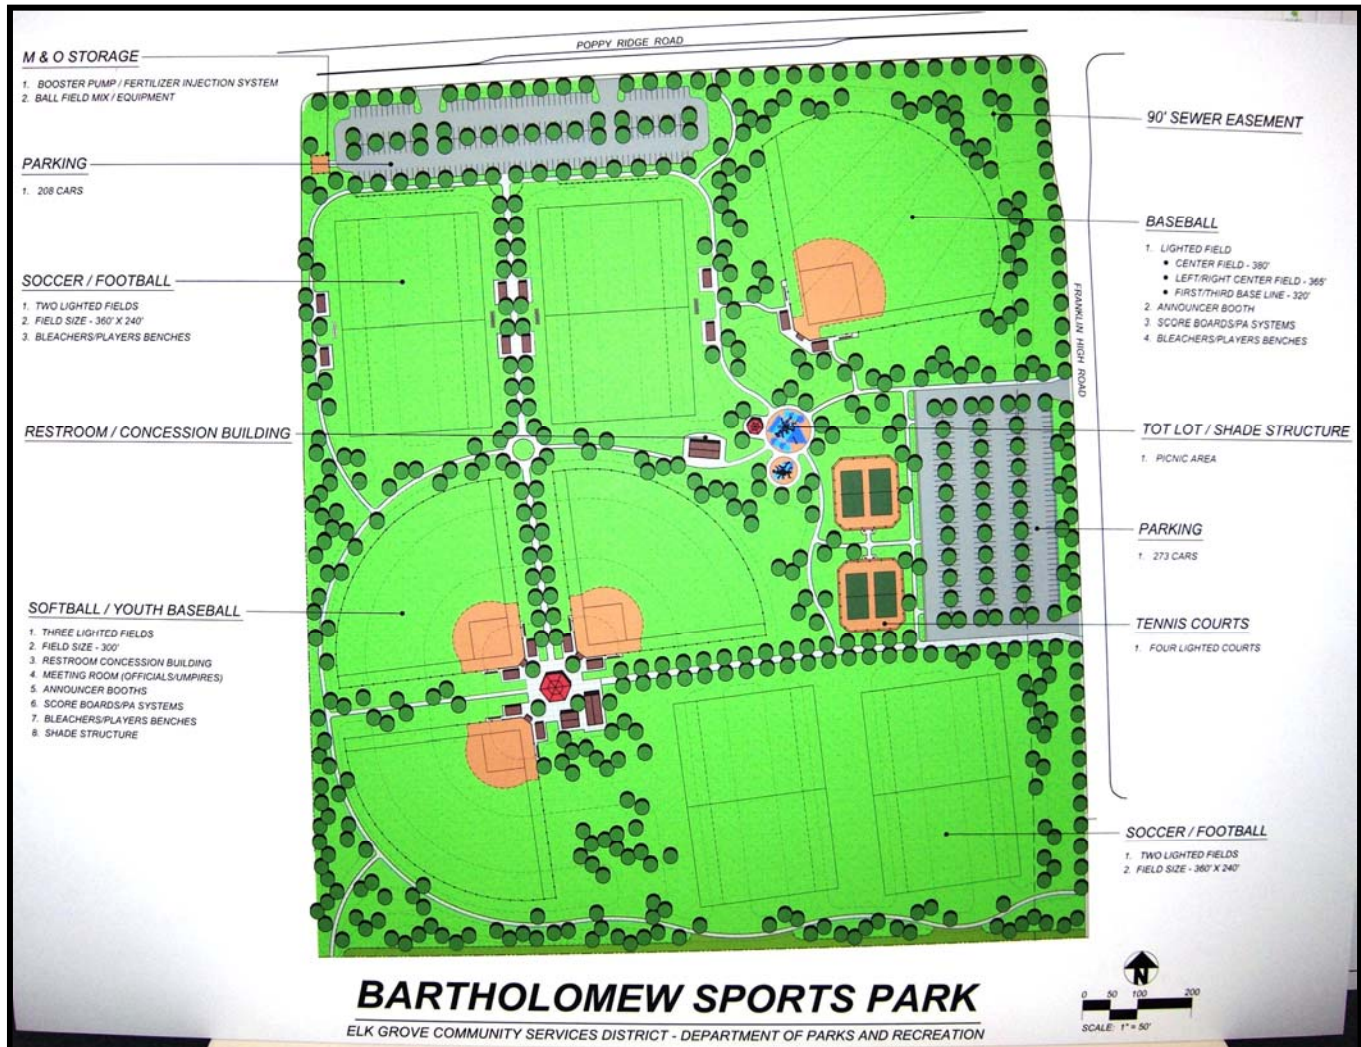 POPPY RIDGE ROAD
M & O STORAGE
1. BOOSTER PUMP / FERTILIZER INJECTION SYSTEM
2. BALL FIELD MIX / EQUIPMENT
PARKING
1. 208 CARS
SOCCER / FOOTBALL
1. TWO LIGHTED FIELDS
2. FIELD SIZE - 360' X 240'
3. BLEACHERS/PLAYERS BENCHES
RESTROOM / CONCESSION BUILDING
SOFTBALL / YOUTH BASEBALL
1. THREE LIGHTED FIELDS
2. FIELD SIZE - 300'
3. RESTROOM CONCESSION BUILDING
4. MEETING ROOM (OFFICIALS/UMPIRES)
5. ANNOUNCER BOOTHS
6. SCORE BOARDS/PA SYSTEMS
7. BLEACHERS/PLAYERS BENCHES
8. SHADE STRUCTURE
90' SEWER EASEMENT
BASEBALL
1. LIGHTED FIELD
• CENTER FIELD - 380'
• LEFT/RIGHT CENTER FIELD - 365'
• FIRST/THIRD BASE LINE - 320'
2. ANNOUNCER BOOTH
3. SCORE BOARDS/PA SYSTEMS
4. BLEACHERS/PLAYERS BENCHES
FRANKLIN HIGH ROAD
TOT LOT / SHADE STRUCTURE
1. PICNIC AREA
PARKING
1. 273 CARS
TENNIS COURTS
1. FOUR LIGHTED COURTS
SOCCER / FOOTBALL
1. TWO LIGHTED FIELDS
2. FIELD SIZE - 360' X 240'
N
0 50 100 200
SCALE: 1" = 50'
BARTHOLOMEW SPORTS PARK
ELK GROVE COMMUNITY SERVICES DISTRICT - DEPARTMENT OF PARKS AND RECREATION